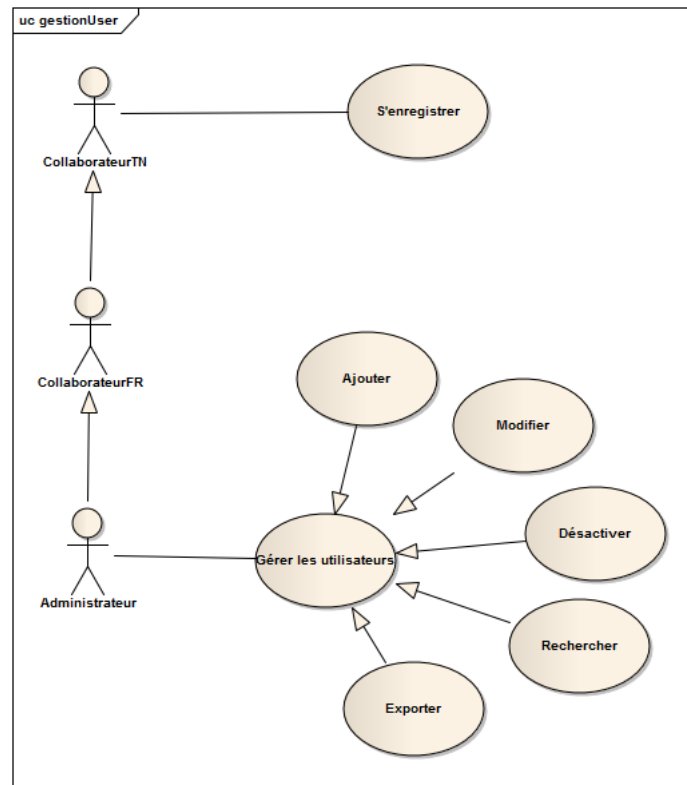 uc gestionUser
S'enregistrer
CollaborateurTN
CollaborateurFR
Ajouter
Modifier
Désactiver
Gérer les utilisateurs
Administrateur
Rechercher
Exporter